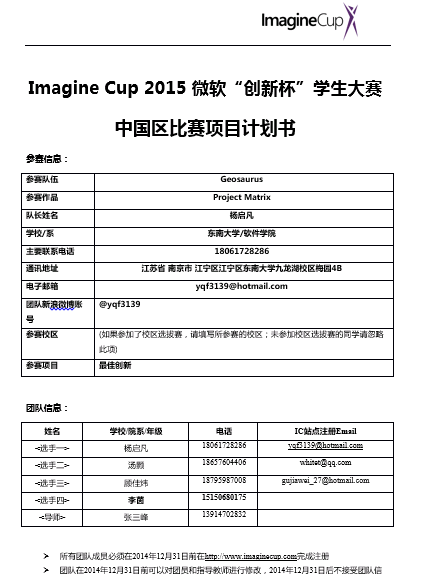 ImagineCup
Imagine Cup 2015 微软“创新杯”学生大赛
中国区比赛项目计划书
参赛信息：
参赛队伍 Geosaurus
参赛作品 Project Matrix
队长姓名 杨启凡
学校/系 东南大学/软件学院
主要联系电话 18061728286
通讯地址 江苏省 南京市 江宁区江宁区东南大学九龙湖校区梅园4B
电子邮箱 yqf3139@hotmail.com
团队新浪微博账号 @yqf3139
参赛校区 (如果参加了校区选拔赛，请填写所参赛的校区；未参加校区选拔赛的同学请忽略
此项)
参赛项目 最佳创新
团队信息：
姓名 学校/院系/年级 电话 IC站点注册Email
<选手一> 杨启凡 18061728286 yqf3139@hotmail.com
<选手二> 汤颢 18657604406 whitet@qq.com
<选手三> 顾佳炜 18795987008 gujiawei_27@hotmail.com
<选手四> 李茵 15150680175
<导师> 张三峰 13914702832
➢ 所有团队成员必须在2014年12月31日前在http://www.imaginecup.com完成注册
➢ 团队在2014年12月31日前可以对团员和指导教师进行修改，2014年12月31日后不接受团队信